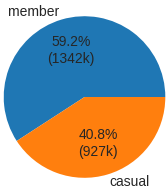 member
59.2%
(1342k)
40.8%
(927k)
casual